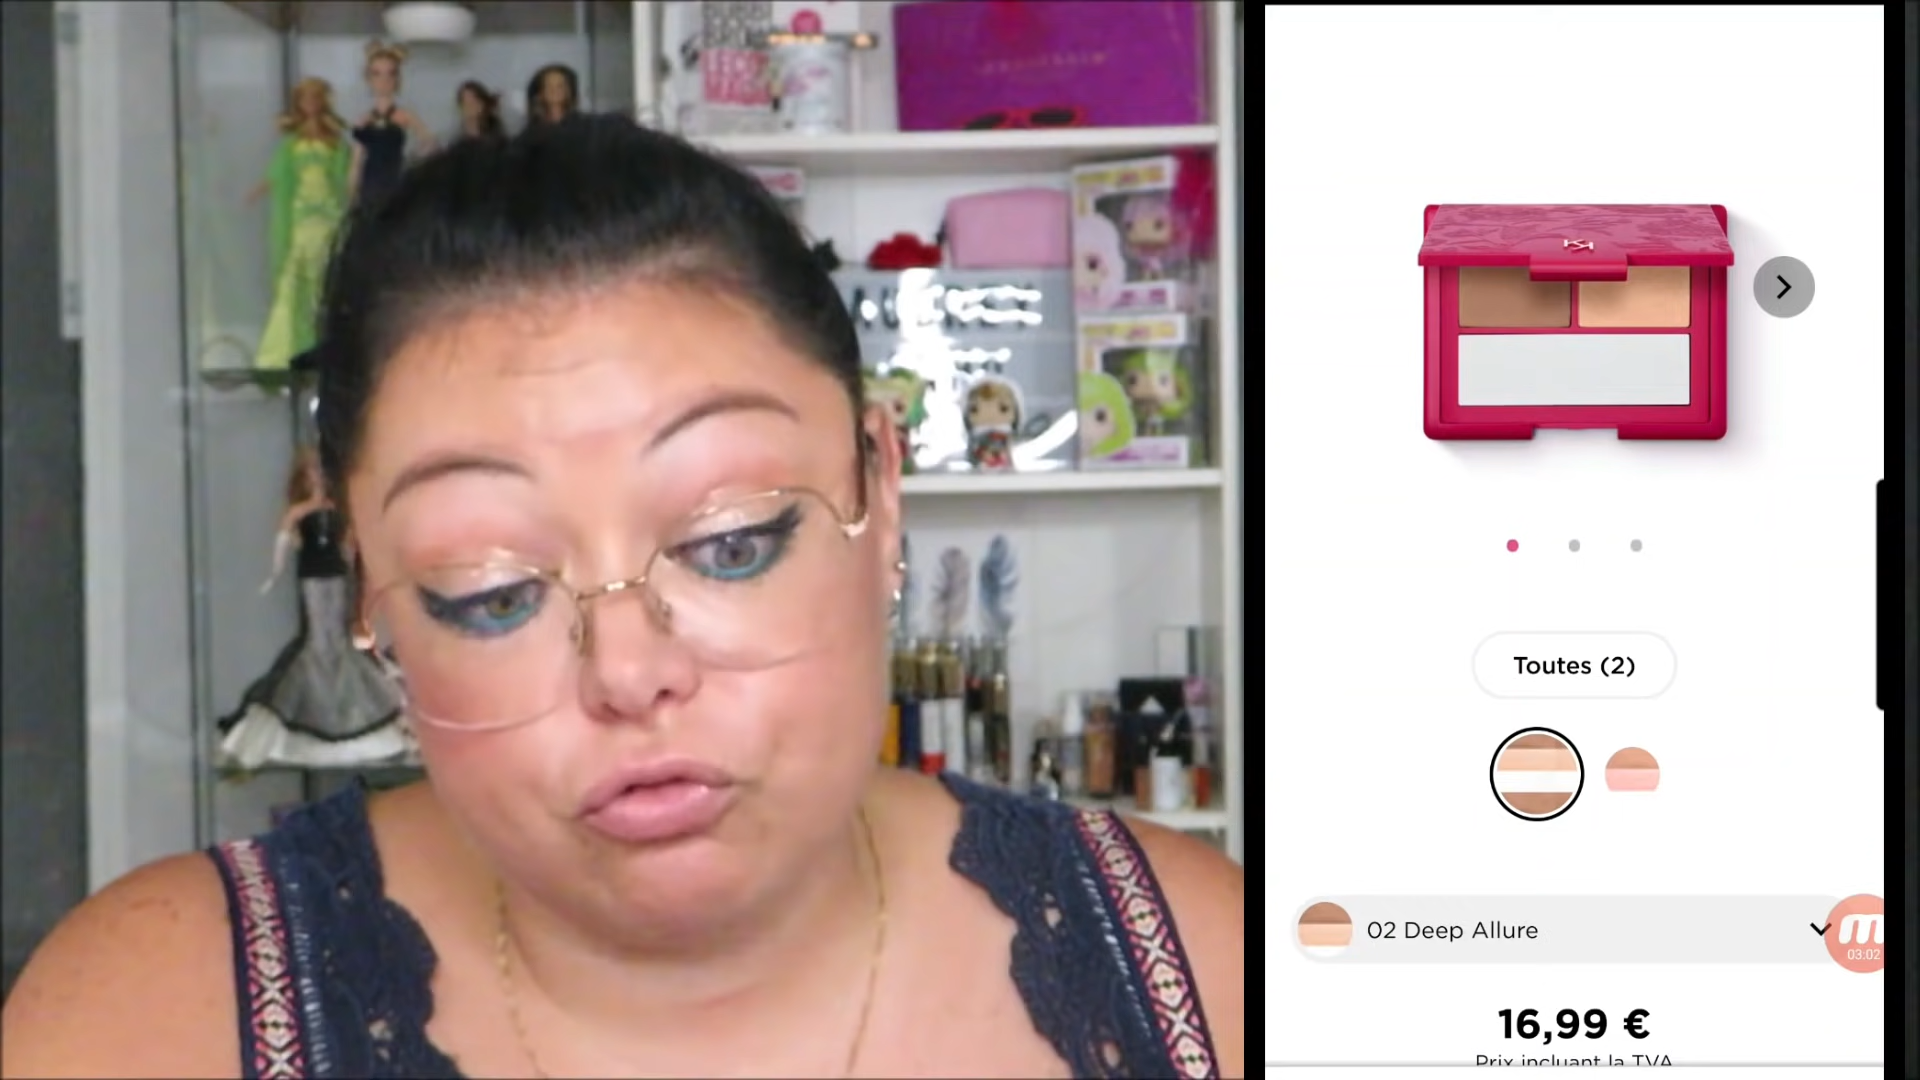 Toutes (2)
02 Deep Allure
03:02
16,99 €
Prix incluant la TVA